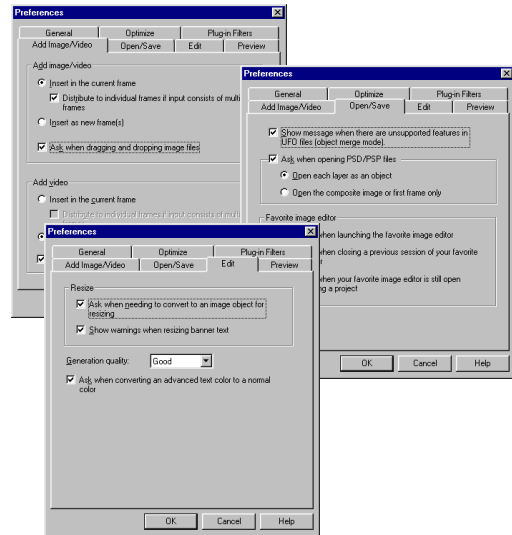 Preferences
General Optimize Plug-in Filters
Add Image/Video Open/Save Edit Preview
Add image/video
Insert in the current frame
Distribute to individual frames if input consists of multi
frames
Insert as new frame(s)
Ask when dragging and dropping image files
Add video
Insert in the current frame
Distribute to individual frames if input consists of multi
Preferences
General Optimize Plug-in Filters
Add Image/Video Open/Save Edit Preview
Show message when there are unsupported features in
UFO files (object merge mode).
Ask when opening PSD/PSP files
Open each layer as an object
Open the composite image or first frame only
Favorite image editor
when launching the favorite image editor
when closing a previous session of your favorite
when your favorite image editor is still open
g a project
OK Cancel Help
Preferences
General Optimize Plug-in Filters
Add Image/Video Open/Save Edit Preview
Resize
Ask when needing to convert to an image object for
resizing
Show warnings when resizing banner text
Generation quality: Good
Ask when converting an advanced text color to a normal
color
OK Cancel Help